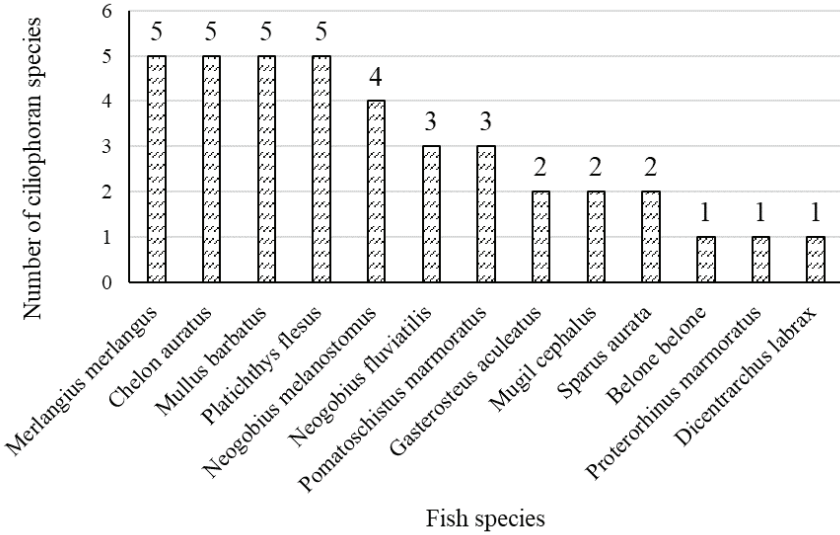 Number of ciliophoran species
6
5
4
3
2
1
0
5 5 5 5 4 3 3 2 2 2 1 1 1
Merlangius merlangus
Chelon auratus
Mullus barbatus
Platichthys flesus
Neogobius melanostomus
Neogobius fluviatilis
Pomatoschistus marmoratus
Gasterosteus aculeatus
Mugil cephalus
Sparus aurata
Belone belone
Proterorhinus marmoratus
Dicentrarchus labrax
Fish species